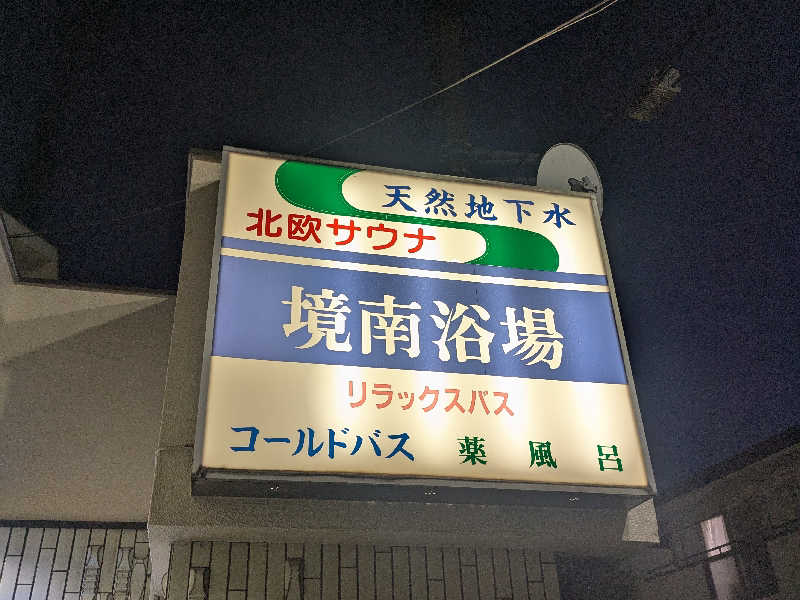 天然地下水
北欧サウナ
境南浴場
リラックスバス
コールドバス 薬風呂